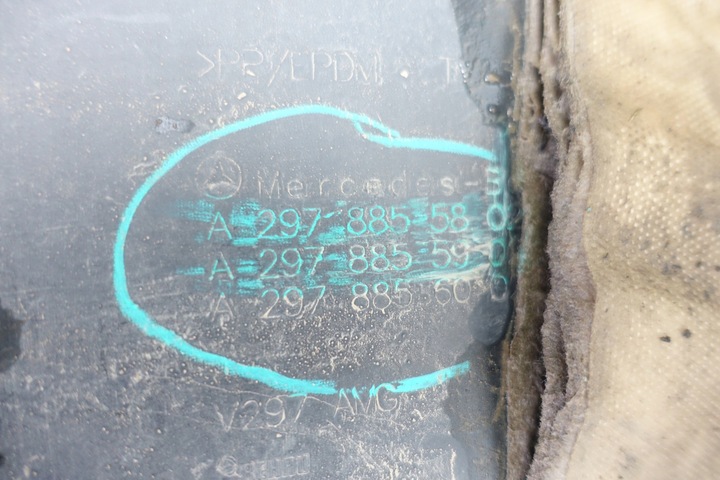 >PP/EPDM
Mercedes-B
A 297 885 58 0
A 297 885 59 0
A 297 885 60 0
V297 AMG